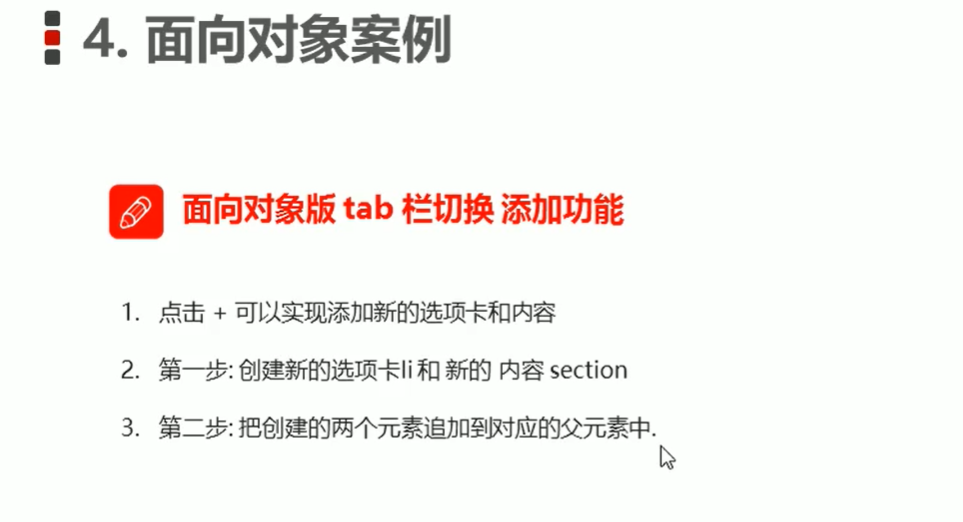 4. 面向对象案例
面向对象版 tab 栏切换 添加功能
1. 点击 + 可以实现添加新的选项卡和内容
2. 第一步: 创建新的选项卡li 和 新的 内容 section
3. 第二步: 把创建的两个元素追加到对应的父元素中.